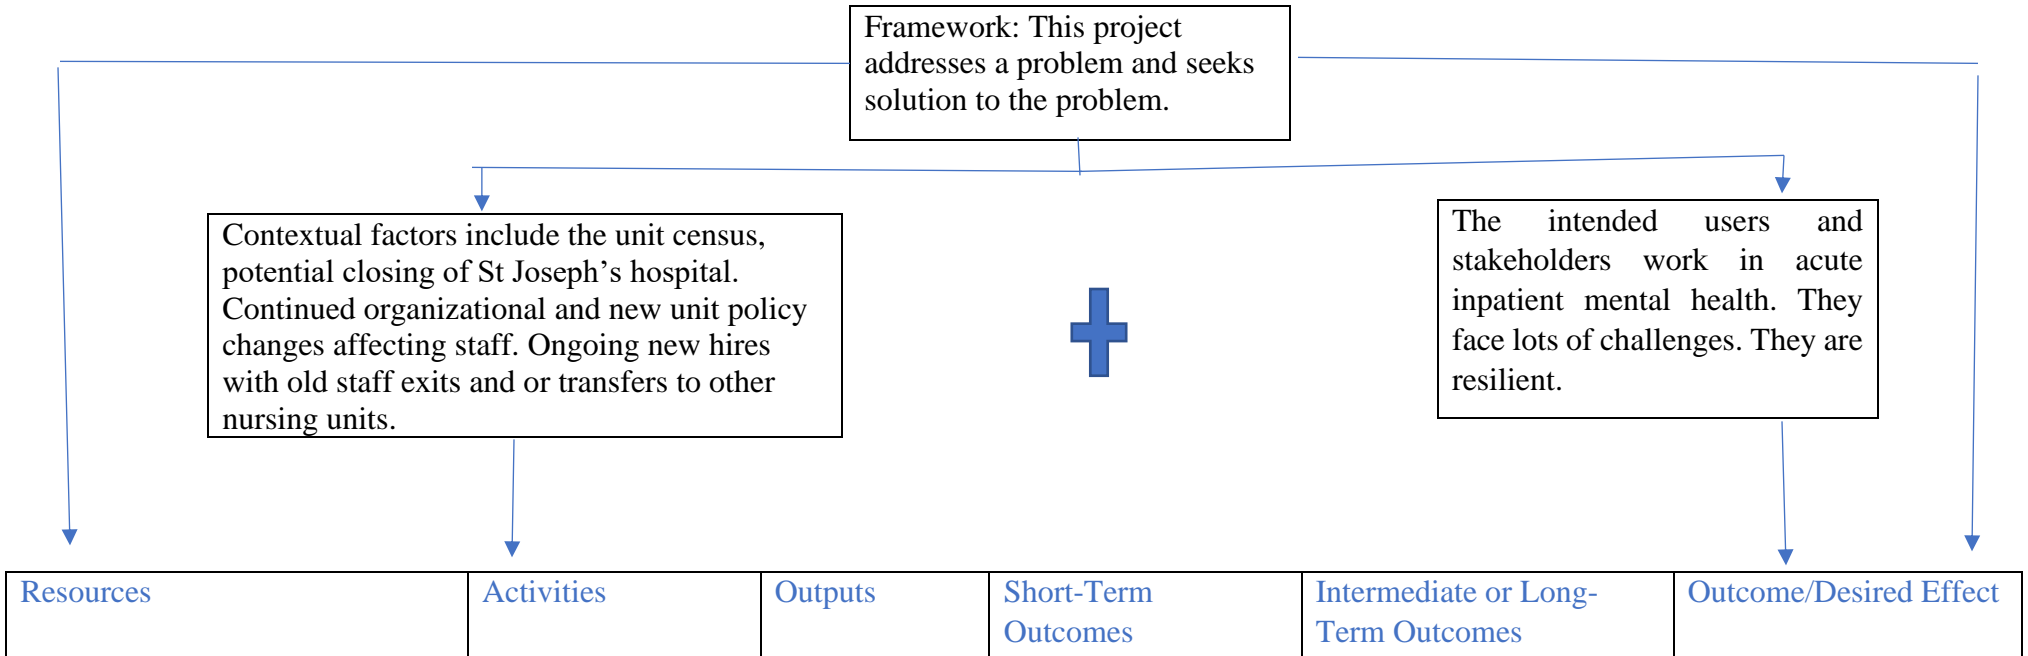 Framework: This project
addresses a problem and seeks
solution to the problem.
Contextual factors include the unit census,
potential closing of St Joseph’s hospital.
Continued organizational and new unit policy
changes affecting staff. Ongoing new hires
with old staff exits and or transfers to other
nursing units.
The intended users and
stakeholders work in acute
inpatient mental health. They
face lots of challenges. They are
resilient.
Resources
Activities
Outputs
Short-Term
Outcomes
Intermediate or Long-
Term Outcomes
Outcome/Desired Effect